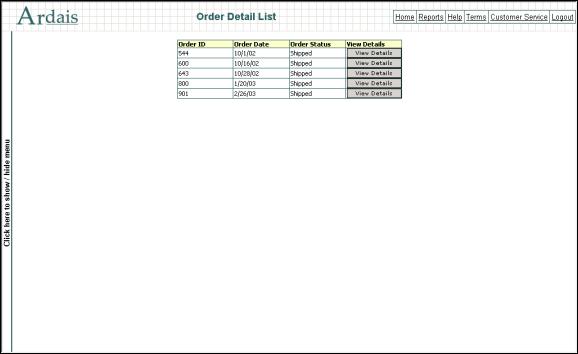 Ardais
Order Detail List
Home Reports Help Terms Customer Service Logout
Order ID Order Date Order Status View Details
544 10/1/02 Shipped View Details
600 10/16/02 Shipped View Details
643 10/28/02 Shipped View Details
800 1/20/03 Shipped View Details
901 2/26/03 Shipped View Details
Click here to show / hide menu